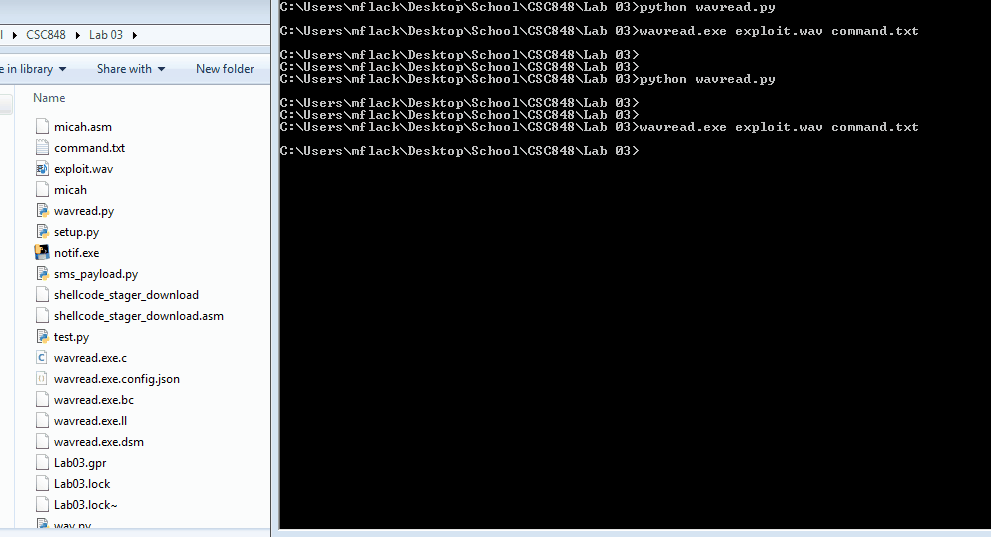 l ▸ CSC848 ▸ Lab 03 ▸
e in library ▾ Share with ▾ New folder
Name
micah.asm
command.txt
exploit.wav
micah
wavread.py
setup.py
notif.exe
sms_payload.py
shellcode_stager_download
shellcode_stager_download.asm
test.py
wavread.exe.c
wavread.exe.config.json
wavread.exe.bc
wavread.exe.ll
wavread.exe.dsm
Lab03.gpr
Lab03.lock
Lab03.lock~
wav.py
C:\Users\mflack\Desktop\School\CSC848\Lab 03>python wavread.py
C:\Users\mflack\Desktop\School\CSC848\Lab 03>wavread.exe exploit.wav command.txt
C:\Users\mflack\Desktop\School\CSC848\Lab 03>
C:\Users\mflack\Desktop\School\CSC848\Lab 03>
C:\Users\mflack\Desktop\School\CSC848\Lab 03>python wavread.py
C:\Users\mflack\Desktop\School\CSC848\Lab 03>
C:\Users\mflack\Desktop\School\CSC848\Lab 03>
C:\Users\mflack\Desktop\School\CSC848\Lab 03>wavread.exe exploit.wav command.txt
C:\Users\mflack\Desktop\School\CSC848\Lab 03>